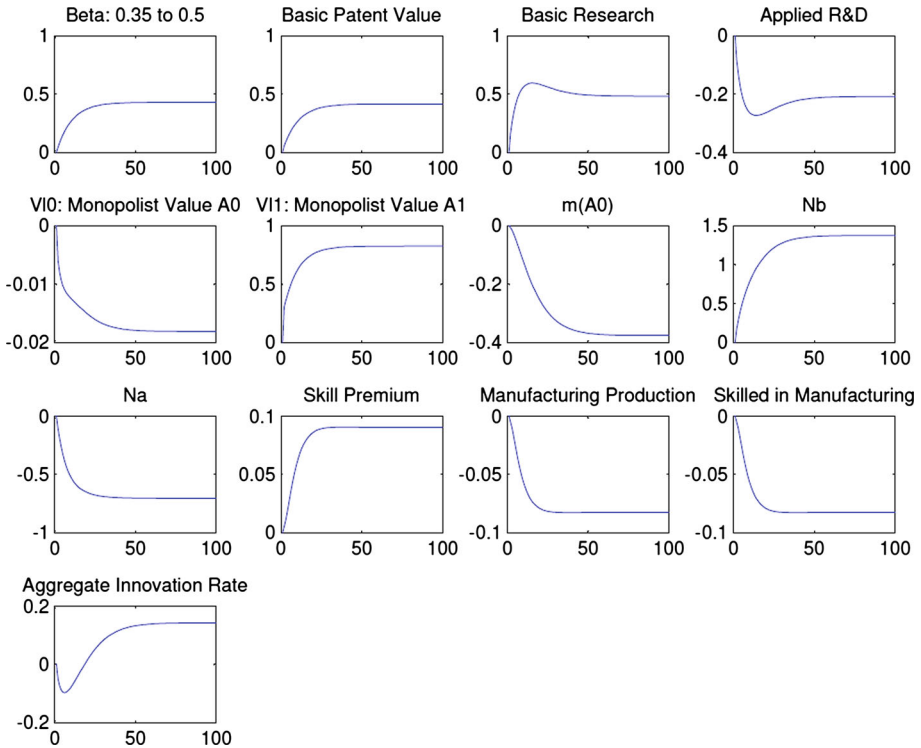 Beta: 0.35 to 0.5 Basic Patent Value Basic Research Applied R&D
1 1 1 0
0.5 0.5 0.5 -0.2
0 0 0 -0.4
0 50 100 0 50 100 0 50 100 0 50 100
Vl0: Monopolist Value A0 Vl1: Monopolist Value A1 m(A0) Nb
0 1 0 1.5
-0.01 0.5 -0.2 1
0.5
-0.02 0 -0.4 0
0 50 100 0 50 100 0 50 100 0 50 100
Na Skill Premium Manufacturing Production Skilled in Manufacturing
0 0.1 0 0
-0.5 0.05 -0.05 -0.05
-1 0 -0.1 -0.1
0 50 100 0 50 100 0 50 100 0 50 100
Aggregate Innovation Rate
0.2
0
-0.2
0 50 100